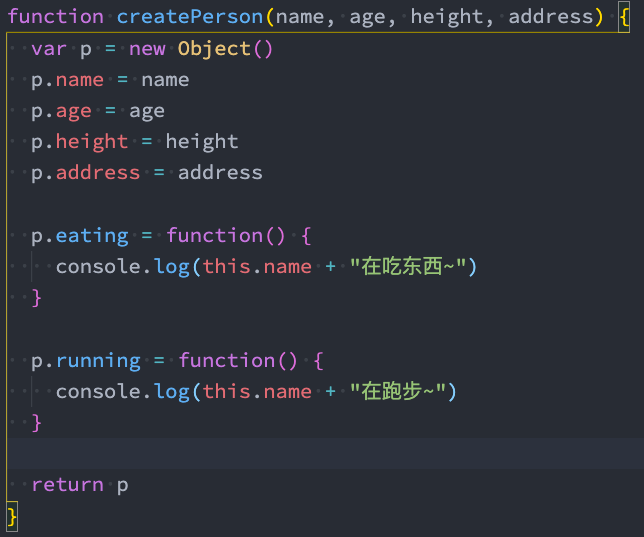 function createPerson(name, age, height, address) {
  var p = new Object()
  p.name = name
  p.age = age
  p.height = height
  p.address = address

  p.eating = function() {
    console.log(this.name + "在吃东西~")
  }

  p.running = function() {
    console.log(this.name + "在跑步~")
  }

  return p
}